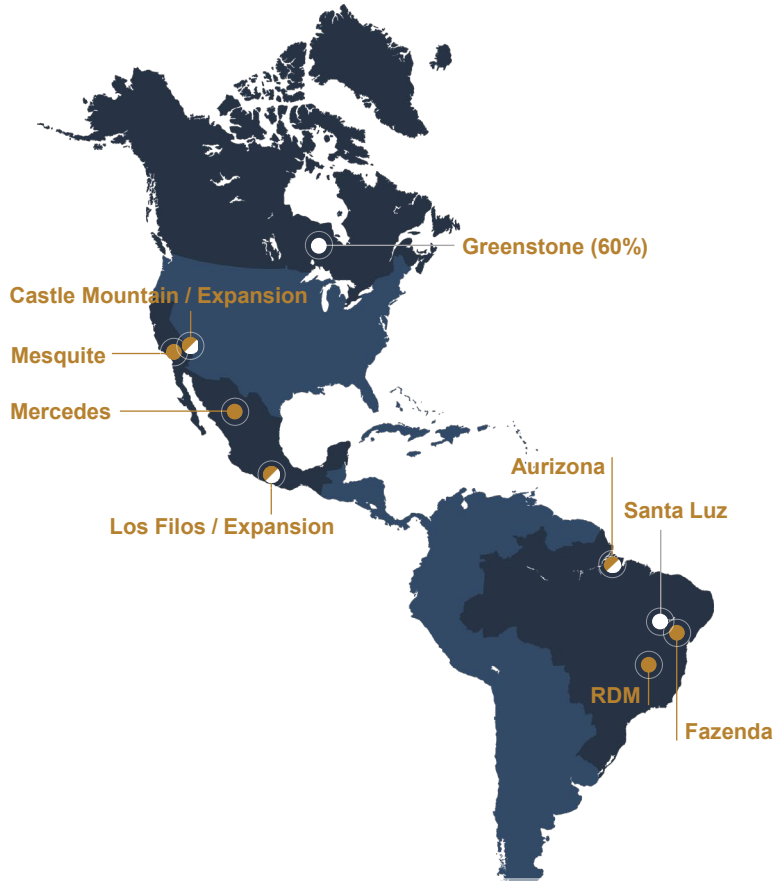 Greenstone (60%)
Castle Mountain / Expansion
Mesquite
Mercedes
Aurizona
Santa Luz
Los Filos / Expansion
RDM
Fazenda